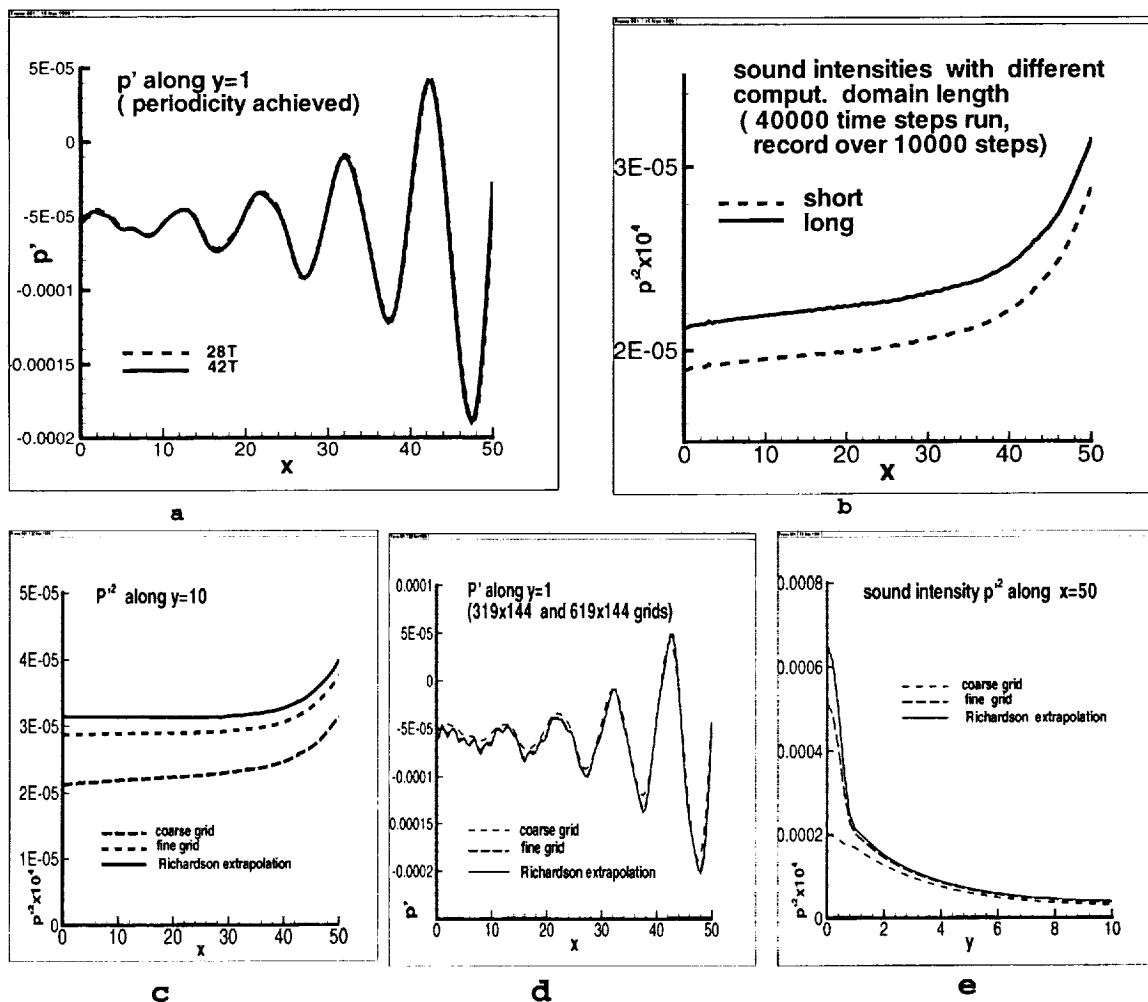 p' along y=1
( periodicity achieved)
5E-05
0
-5E-05
-0.0001
-0.00015
-0.0002
p'
28T
42T
0 10 20 30 40 50
x
a
sound intensities with different
comput. domain length
( 40000 time steps run,
record over 10000 steps)
3E-05
2E-05
p'²x10⁴
short
long
0 10 20 30 40 50
x
b
P'² along y=10
5E-05
4E-05
3E-05
2E-05
1E-05
0
p'²x10⁴
coarse grid
fine grid
Richardson extrapolation
0 10 20 30 40 50
x
c
P' along y=1
(319x144 and 619x144 grids)
0.0001
5E-05
0
-5E-05
-0.0001
-0.00015
-0.0002
p'
coarse grid
fine grid
Richardson extrapolation
0 10 20 30 40 50
x
d
sound intensity p'² along x=50
0.0008
0.0006
0.0004
0.0002
0
p'²x10⁴
coarse grid
fine grid
Richardson extrapolation
0 2 4 6 8 10
y
e